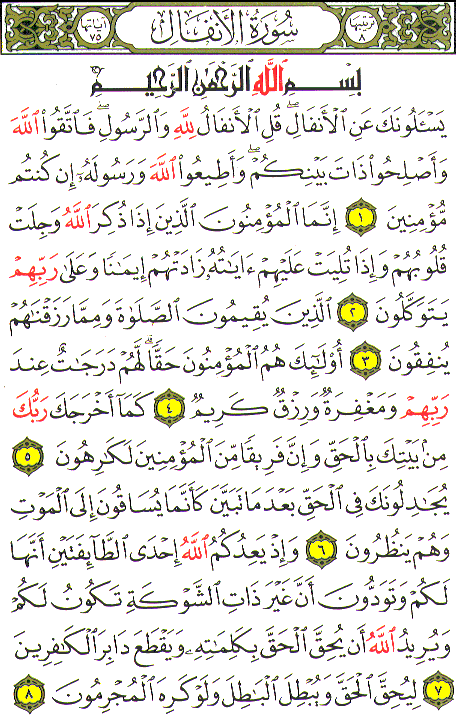 ترتيبها ٨ سُورَةُ الأَنفَال آياتها ٧٥
بِسْمِ ٱللَّهِ ٱلرَّحْمَٰنِ ٱلرَّحِيمِ
يَسْـَٔلُونَكَ عَنِ ٱلْأَنفَالِۖ قُلِ ٱلْأَنفَالُ لِلَّهِ وَٱلرَّسُولِۖ فَٱتَّقُوا۟ ٱللَّهَ
وَأَصْلِحُوا۟ ذَاتَ بَيْنِكُمْۖ وَأَطِيعُوا۟ ٱللَّهَ وَرَسُولَهُۥٓ إِن كُنتُم
مُّؤْمِنِينَ ١ إِنَّمَا ٱلْمُؤْمِنُونَ ٱلَّذِينَ إِذَا ذُكِرَ ٱللَّهُ وَجِلَتْ
قُلُوبُهُمْ وَإِذَا تُلِيَتْ عَلَيْهِمْ ءَايَٰتُهُۥ زَادَتْهُمْ إِيمَٰنًا وَعَلَىٰ رَبِّهِمْ
يَتَوَكَّلُونَ ٢ ٱلَّذِينَ يُقِيمُونَ ٱلصَّلَوٰةَ وَمِمَّا رَزَقْنَٰهُمْ
يُنفِقُونَ ٣ أُو۟لَٰٓئِكَ هُمُ ٱلْمُؤْمِنُونَ حَقًّاۚ لَّهُمْ دَرَجَٰتٌ عِندَ
رَبِّهِمْ وَمَغْفِرَةٌ وَرِزْقٌ كَرِيمٌ ٤ كَمَآ أَخْرَجَكَ رَبُّكَ
مِنۢ بَيْتِكَ بِٱلْحَقِّ وَإِنَّ فَرِيقًا مِّنَ ٱلْمُؤْمِنِينَ لَكَٰرِهُونَ ٥
يُجَٰدِلُونَكَ فِى ٱلْحَقِّ بَعْدَ مَا تَبَيَّنَ كَأَنَّمَا يُسَاقُونَ إِلَى ٱلْمَوْتِ
وَهُمْ يَنظُرُونَ ٦ وَإِذْ يَعِدُكُمُ ٱللَّهُ إِحْدَى ٱلطَّآئِفَتَيْنِ أَنَّهَا
لَكُمْ وَتَوَدُّونَ أَنَّ غَيْرَ ذَاتِ ٱلشَّوْكَةِ تَكُونُ لَكُمْ
وَيُرِيدُ ٱللَّهُ أَن يُحِقَّ ٱلْحَقَّ بِكَلِمَٰتِهِۦ وَيَقْطَعَ دَابِرَ ٱلْكَٰفِرِينَ
٧ لِيُحِقَّ ٱلْحَقَّ وَيُبْطِلَ ٱلْبَٰطِلَ وَلَوْ كَرِهَ ٱلْمُجْرِمُونَ ٨